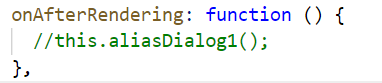 onAfterRendering: function () {
//this.aliasDialog1();
},